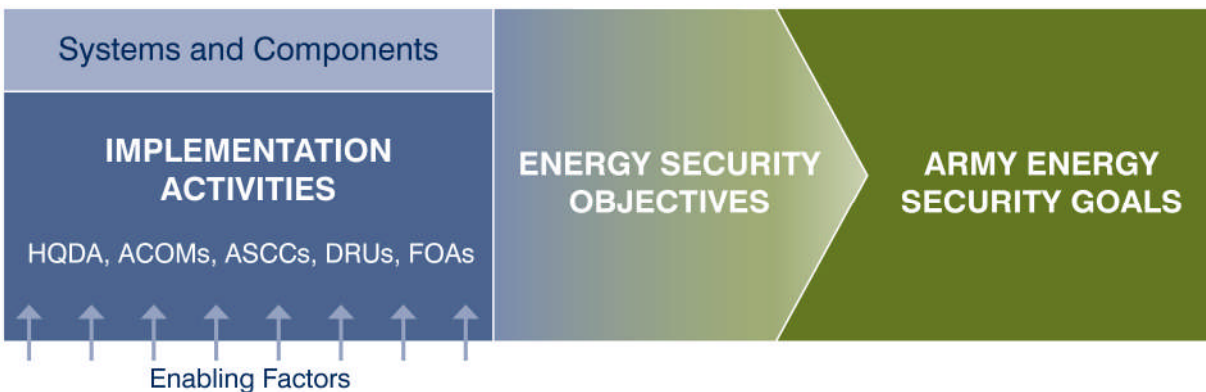 Systems and Components
IMPLEMENTATION
ACTIVITIES
HQDA, ACOMs, ASCCs, DRUs, FOAs
Enabling Factors
ENERGY SECURITY
OBJECTIVES
ARMY ENERGY
SECURITY GOALS